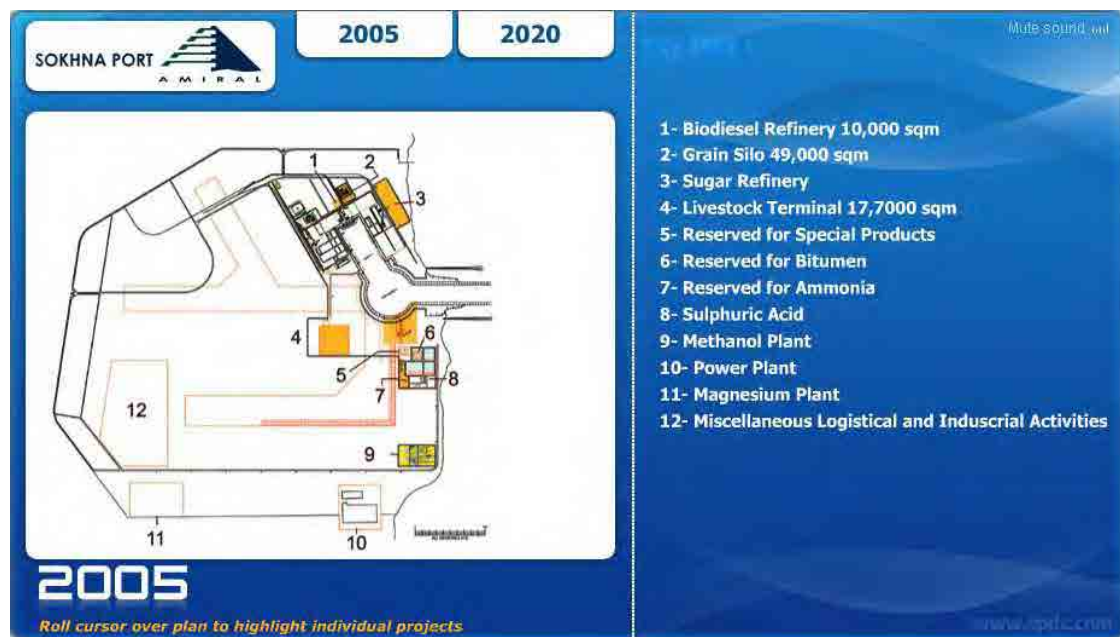 SOKHNA PORT
AMIRAL
2005
2020
Mute sound
1- Biodiesel Refinery 10,000 sqm
2- Grain Silo 49,000 sqm
3- Sugar Refinery
4- Livestock Terminal 17,7000 sqm
5- Reserved for Special Products
6- Reserved for Bitumen
7- Reserved for Ammonia
8- Sulphuric Acid
9- Methanol Plant
10- Power Plant
11- Magnesium Plant
12- Miscellaneous Logistical and Induscrial Activities
1
2
3
4
5
6
7
8
9
10
11
12
2005
Roll cursor over plan to highlight individual projects